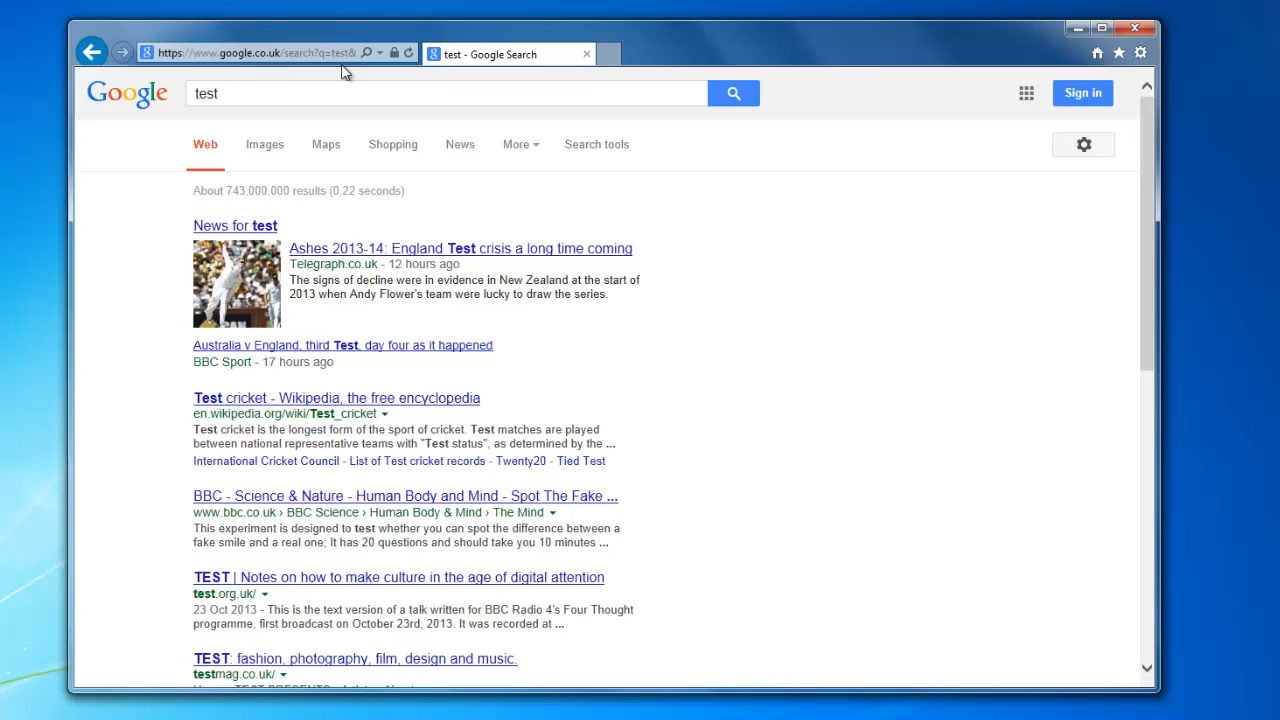 https://www.google.co.uk/search?q=test&
test - Google Search
Google
test
Sign in
Web Images Maps Shopping News More Search tools
About 743,000,000 results (0.22 seconds)
News for test
Ashes 2013-14: England Test crisis a long time coming
Telegraph.co.uk - 12 hours ago
The signs of decline were in evidence in New Zealand at the start of
2013 when Andy Flower's team were lucky to draw the series.
Australia v England, third Test, day four as it happened
BBC Sport - 17 hours ago
Test cricket - Wikipedia, the free encyclopedia
en.wikipedia.org/wiki/Test_cricket
Test cricket is the longest form of the sport of cricket. Test matches are played
between national representative teams with "Test status", as determined by the ...
International Cricket Council - List of Test cricket records - Twenty20 - Tied Test
BBC - Science & Nature - Human Body and Mind - Spot The Fake ...
www.bbc.co.uk › BBC Science › Human Body & Mind › The Mind
This experiment is designed to test whether you can spot the difference between a
fake smile and a real one; It has 20 questions and should take you 10 minutes ...
TEST | Notes on how to make culture in the age of digital attention
test.org.uk/
23 Oct 2013 - This is the text version of a talk written for BBC Radio 4's Four Thought
programme, first broadcast on October 23rd, 2013. It was recorded at ...
TEST: fashion, photography, film, design and music.
testmag.co.uk/